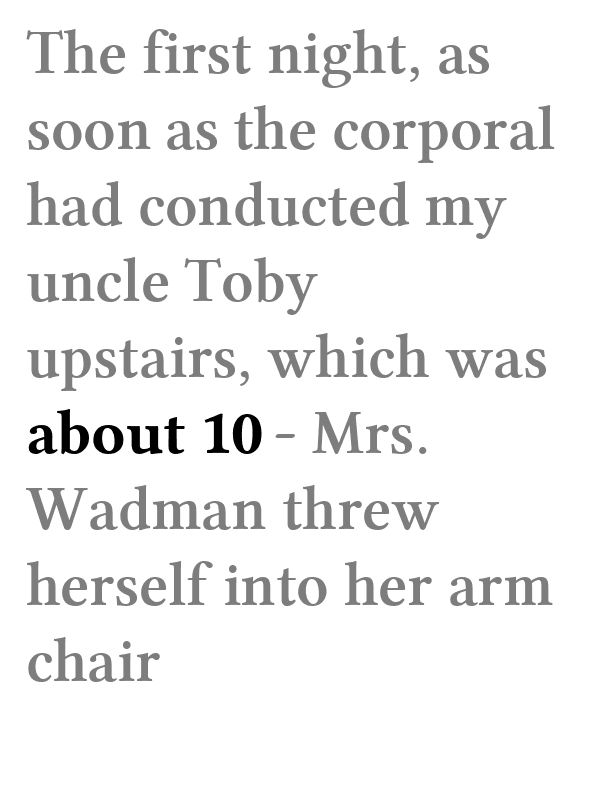 The first night, as
soon as the corporal
had conducted my
uncle Toby
upstairs, which was
about 10 – Mrs.
Wadman threw
herself into her arm
chair